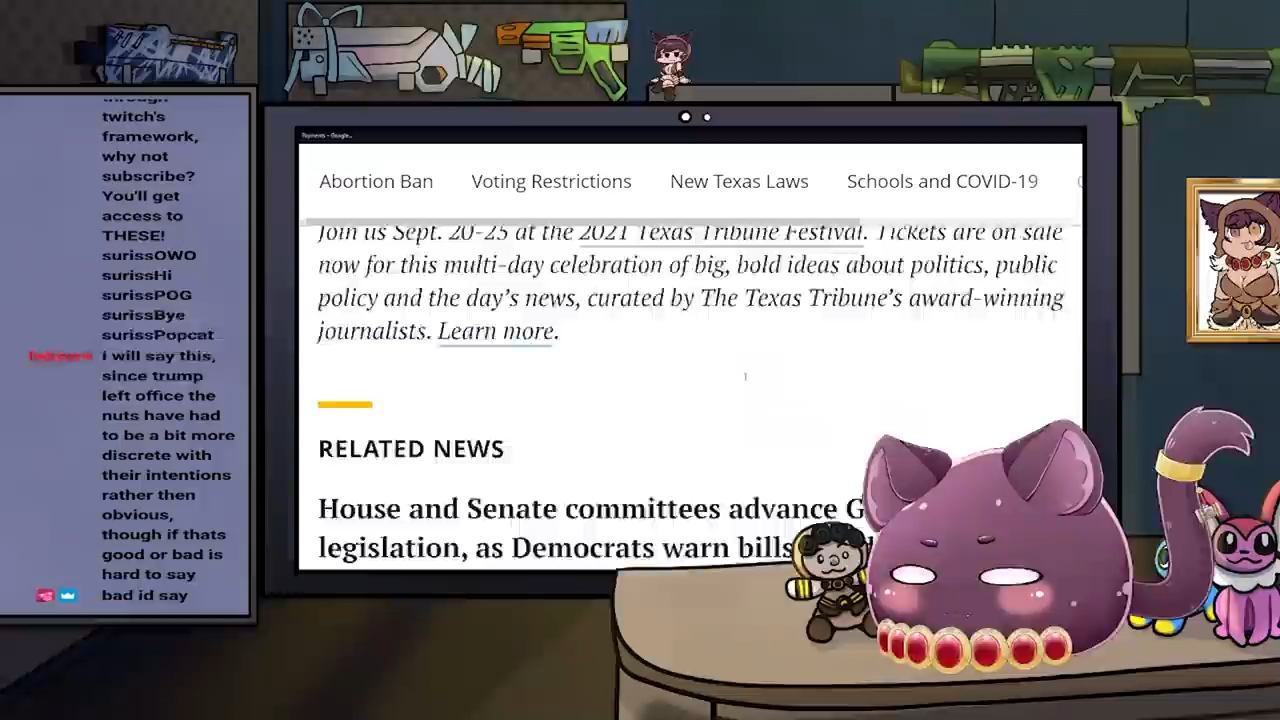 twitch's
framework,
why not
subscribe?
You'll get
access to
THESE!
surissOWO
surissHi
surissPOG
surissBye
surissPopcat
i will say this,
since trump
left office the
nuts have had
to be a bit more
discrete with
their intentions
rather then
obvious,
though if thats
good or bad is
hard to say
bad id say
Payments - Google...
Abortion Ban Voting Restrictions New Texas Laws Schools and COVID-19
Join us Sept. 20-25 at the 2021 Texas Tribune Festival. Tickets are on sale
now for this multi-day celebration of big, bold ideas about politics, public
policy and the day’s news, curated by The Texas Tribune’s award-winning
journalists. Learn more.
RELATED NEWS
House and Senate committees advance G
legislation, as Democrats warn bills